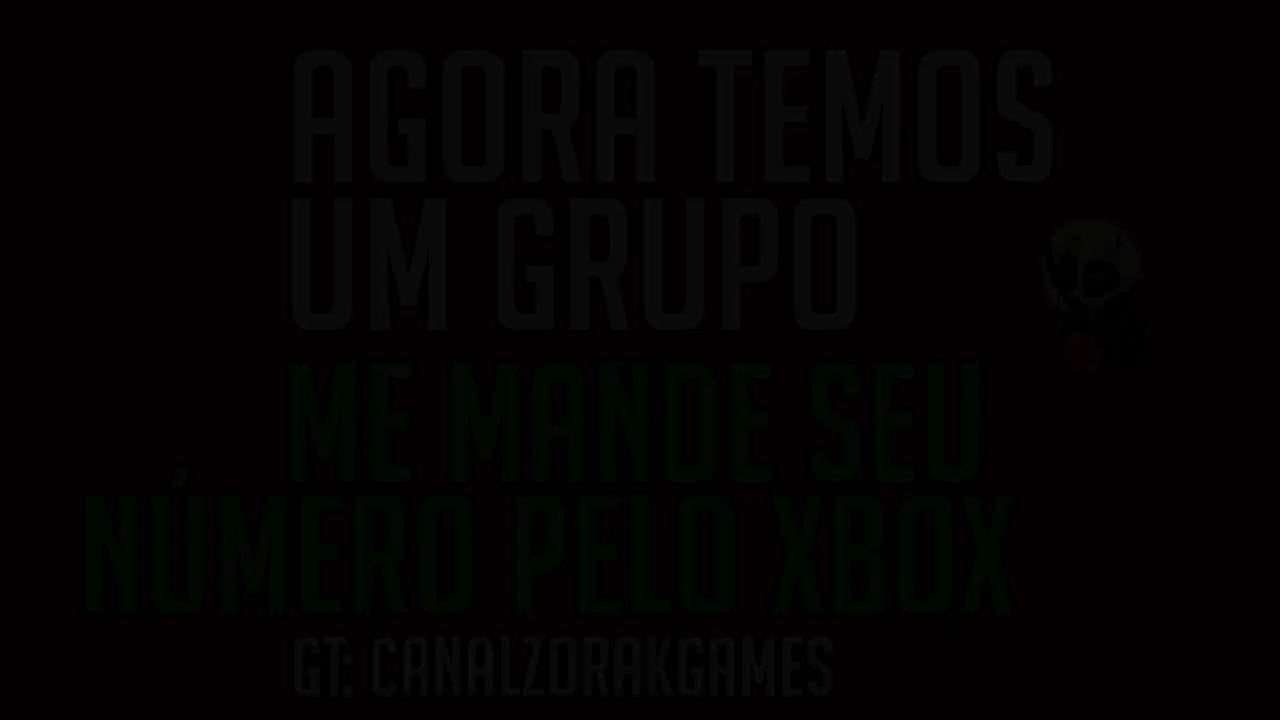 AGORA TEMOS
UM GRUPO
ME MANDE SEU
NÚMERO PELO XBOX
GT: CANALZORAKGAMES